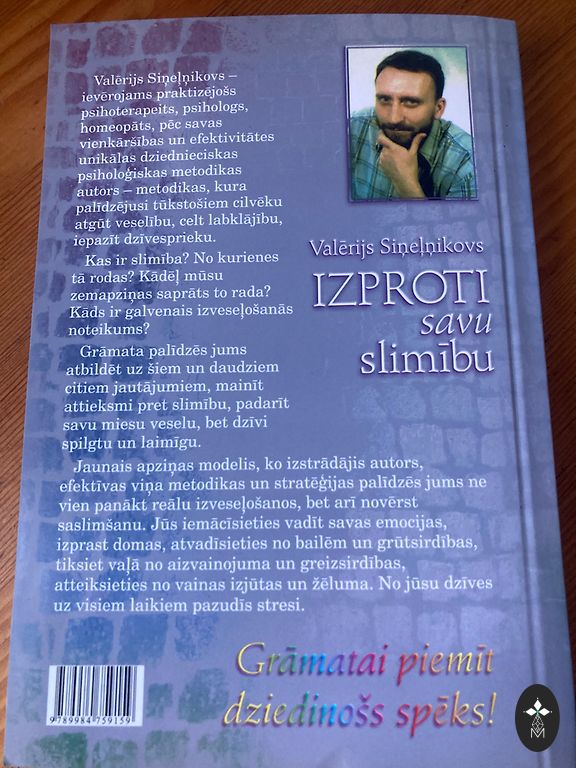 Valērijs Siņeļņikovs –
ievērojams praktizējošs
psihoterapeits, psihologs,
homeopāts, pēc savas
vienkāršības un efektivitātes
unikālas dziednieciskas
psiholoģiskas metodikas
autors – metodikas, kura
palīdzējusi tūkstošiem cilvēku
atgūt veselību, celt labklājību,
iepazīt dzīvesprieku.
Kas ir slimība? No kurienes
tā rodas? Kādēļ mūsu
zemapziņas saprāts to rada?
Kāds ir galvenais izveseļošanās
noteikums?
Grāmata palīdzēs jums
atbildēt uz šiem un daudziem
citiem jautājumiem, mainīt
attieksmi pret slimību, padarīt
savu miesu veselu, bet dzīvi
spilgtu un laimīgu.
Jaunais apziņas modelis, ko izstrādājis autors,
efektīvas viņa metodikas un stratēģijas palīdzēs jums ne
vien panākt reālu izveseļošanos, bet arī novērst
saslimšanu. Jūs iemācīsieties vadīt savas emocijas,
izprast domas, atvadīsieties no bailēm un grūtsirdības,
tiksiet vaļā no aizvainojuma un greizsirdības,
atteiksieties no vainas izjūtas un žēluma. No jūsu dzīves
uz visiem laikiem pazudīs stresi.
Valērijs Siņeļņikovs
IZPROTI
savu
slimību
Grāmatai piemīt
dziedinošs spēks!
9789984759159